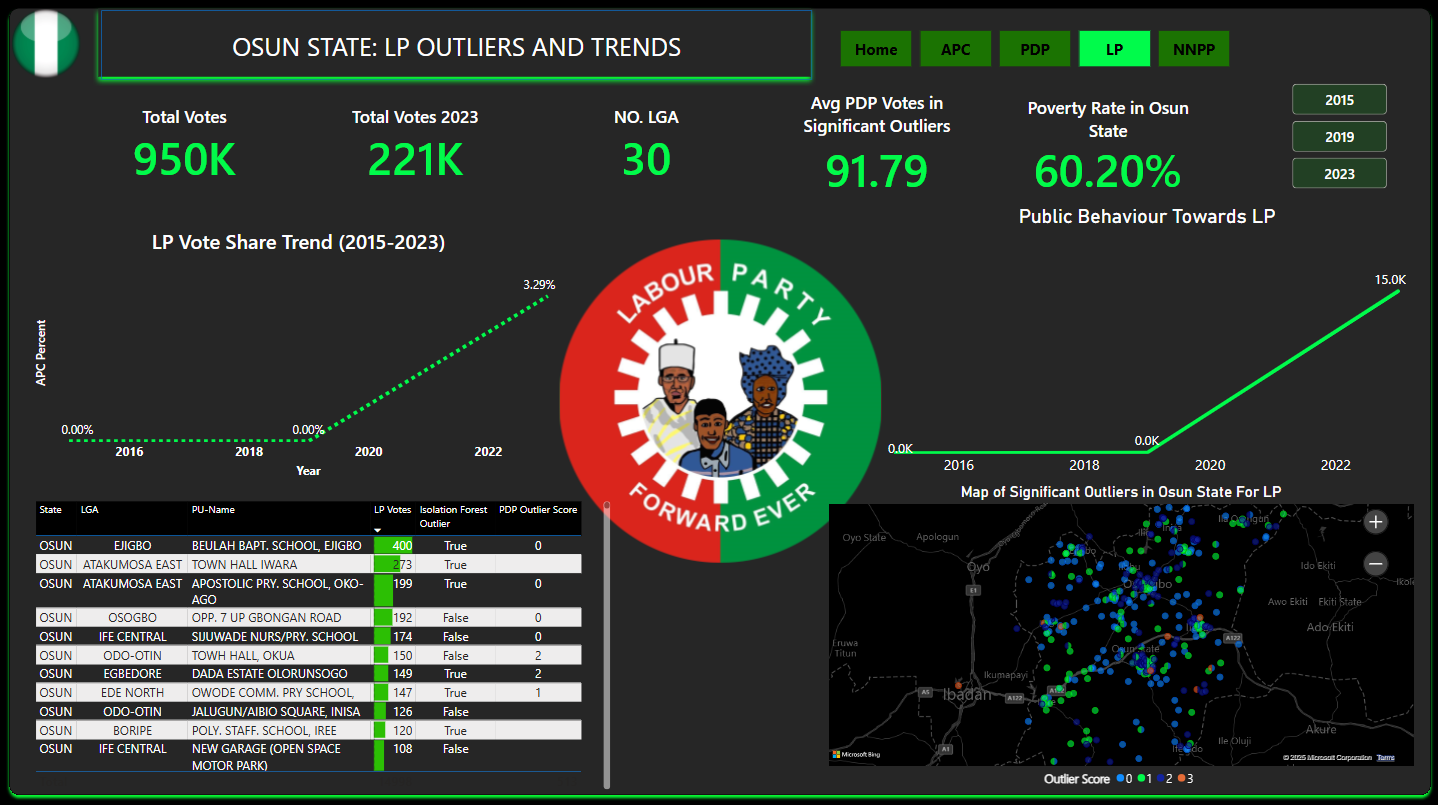 OSUN STATE: LP OUTLIERS AND TRENDS
Home
APC
PDP
LP
NNPP
Total Votes
950K
Total Votes 2023
221K
NO. LGA
30
Avg PDP Votes in
Significant Outliers
91.79
Poverty Rate in Osun
State
60.20%
2015
2019
2023
LP Vote Share Trend (2015-2023)
APC Percent
0.00%
0.00%
3.29%
2016 2018 2020 2022
Year
LABOUR PARTY
FORWARD EVER
Public Behaviour Towards LP
0.0K
0.0K
15.0K
2016 2018 2020 2022
State LGA PU-Name LP Votes Isolation Forest PDP Outlier Score
Outlier
OSUN EJIGBO BEULAH BAPT. SCHOOL, EJIGBO 400 True 0
OSUN ATAKUMOSA EAST TOWN HALL IWARA 273 True
OSUN ATAKUMOSA EAST APOSTOLIC PRY. SCHOOL, OKO- 199 True 0
AGO
OSUN OSOGBO OPP. 7 UP GBONGAN ROAD 192 False 0
OSUN IFE CENTRAL SIJUWADE NURS/PRY. SCHOOL 174 False 0
OSUN ODO-OTIN TOWH HALL, OKUA 150 False 2
OSUN EGBEDORE DADA ESTATE OLORUNSOGO 149 True 2
OSUN EDE NORTH OWODE COMM. PRY SCHOOL, 147 True 1
OSUN ODO-OTIN JALUGUN/AIBIO SQUARE, INISA 126 False
OSUN BORIPE POLY. STAFF. SCHOOL, IREE 120 True
OSUN IFE CENTRAL NEW GARAGE (OPEN SPACE 108 False
MOTOR PARK)
Map of Significant Outliers in Osun State For LP
+
−
Oyo State
Apologun
Oyo
E1
Ido Ekiti
Awo Ekiti
Ekiti State
Ado Ekiti
A122
Eruwa
Titun
Osun State
Ikumapayi
A5
Ibadan
A122
A1
Akure
Ile Oluji
Microsoft Bing
© 2025 Microsoft Corporation Terms
Outlier Score 0 1 2 3